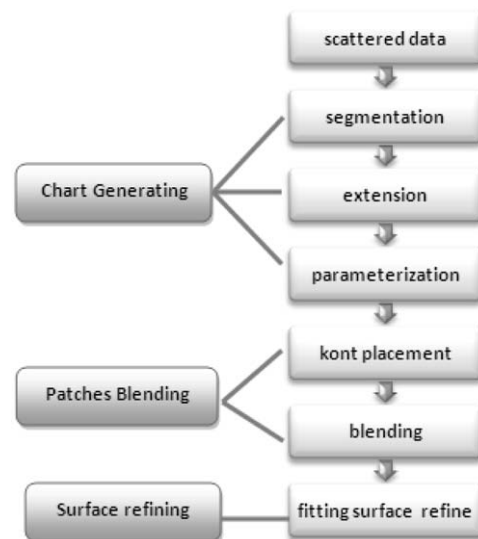 scattered data
segmentation
Chart Generating
extension
parameterization
kont placement
Patches Blending
blending
Surface refining
fitting surface refine